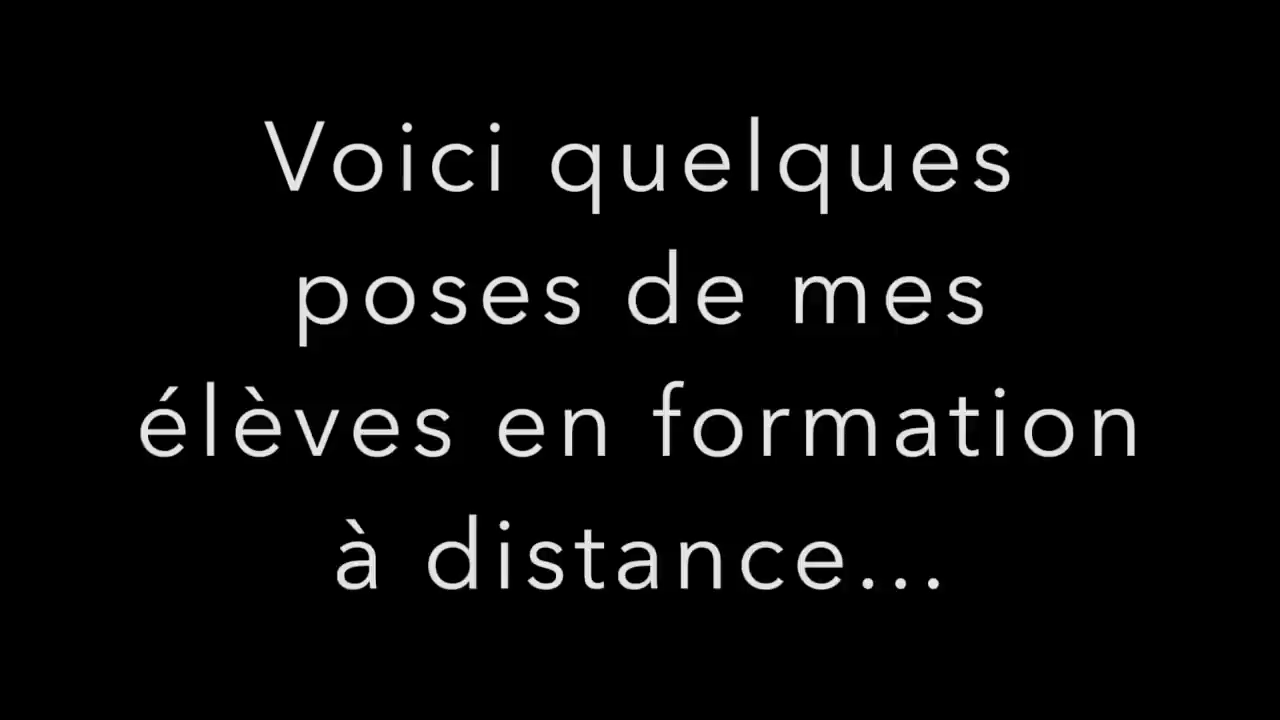 Voici quelques
poses de mes
élèves en formation
à distance...